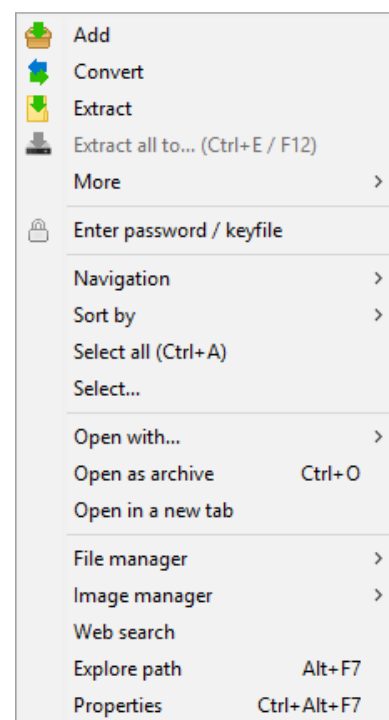 Add
Convert
Extract
Extract all to... (Ctrl+E / F12)
More
Enter password / keyfile
Navigation
Sort by
Select all (Ctrl+A)
Select...
Open with...
Open as archive Ctrl+O
Open in a new tab
File manager
Image manager
Web search
Explore path Alt+F7
Properties Ctrl+Alt+F7